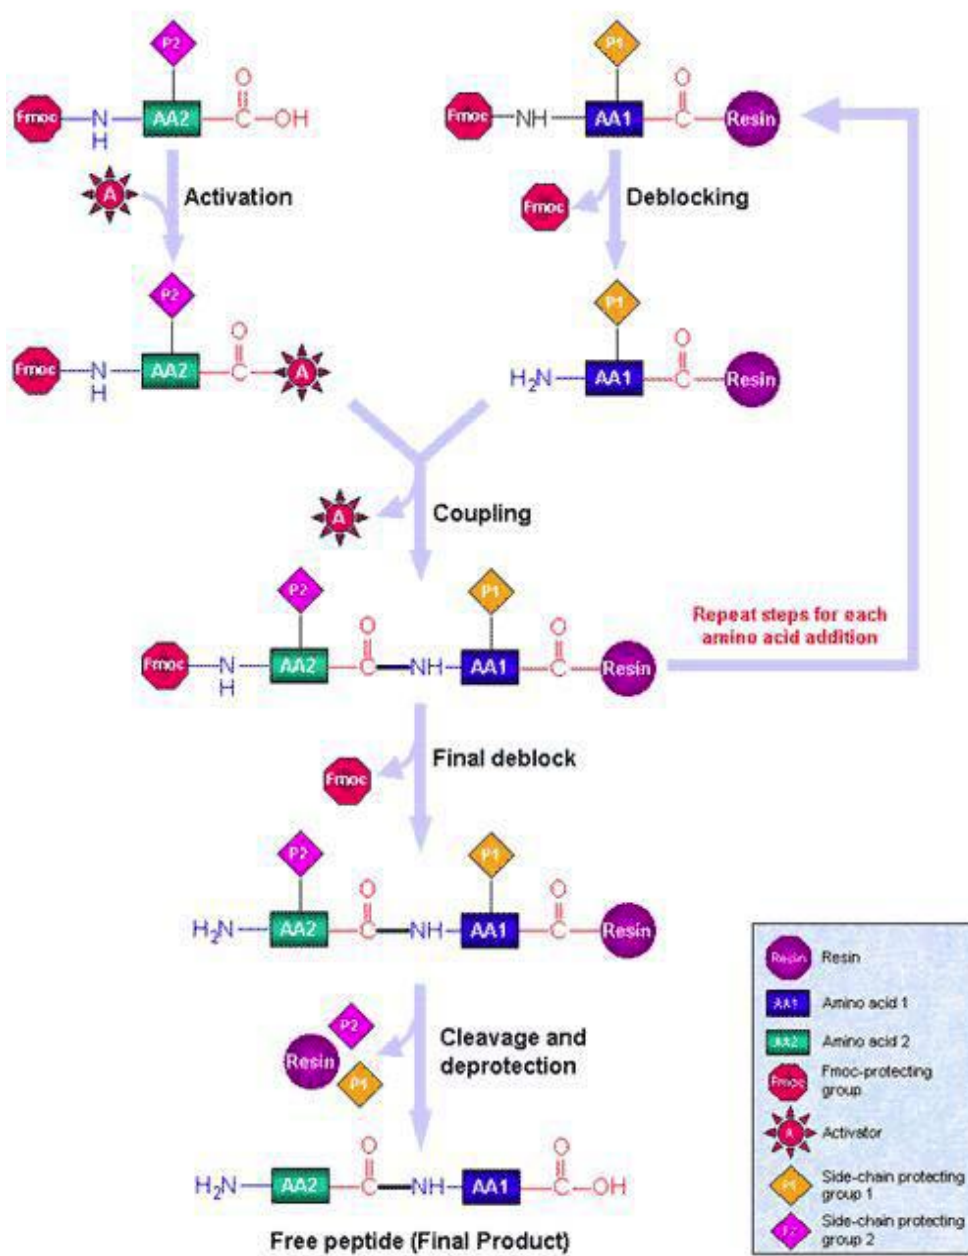 P2
P1
O
O
Fmoc
N
H
AA2
C
OH
Fmoc
NH
AA1
C
Resin
A
Activation
Fmoc
Deblocking
P2
P1
O
O
Fmoc
N
H
AA2
C
A
H2N
AA1
C
Resin
A
Coupling
P2
P1
O
O
Fmoc
N
H
AA2
C
NH
AA1
C
Resin
Repeat steps for each
amino acid addition
Fmoc
Final deblock
P2
P1
O
O
H2N
AA2
C
NH
AA1
C
Resin
P2
Resin
P1
Cleavage and
deprotection
O
O
H2N
AA2
C
NH
AA1
C
OH
Free peptide (Final Product)
Resin
Resin
AA1
Amino acid 1
AA2
Amino acid 2
Fmoc
Fmoc-protecting
group
A
Activator
P1
Side-chain protecting
group 1
P2
Side-chain protecting
group 2